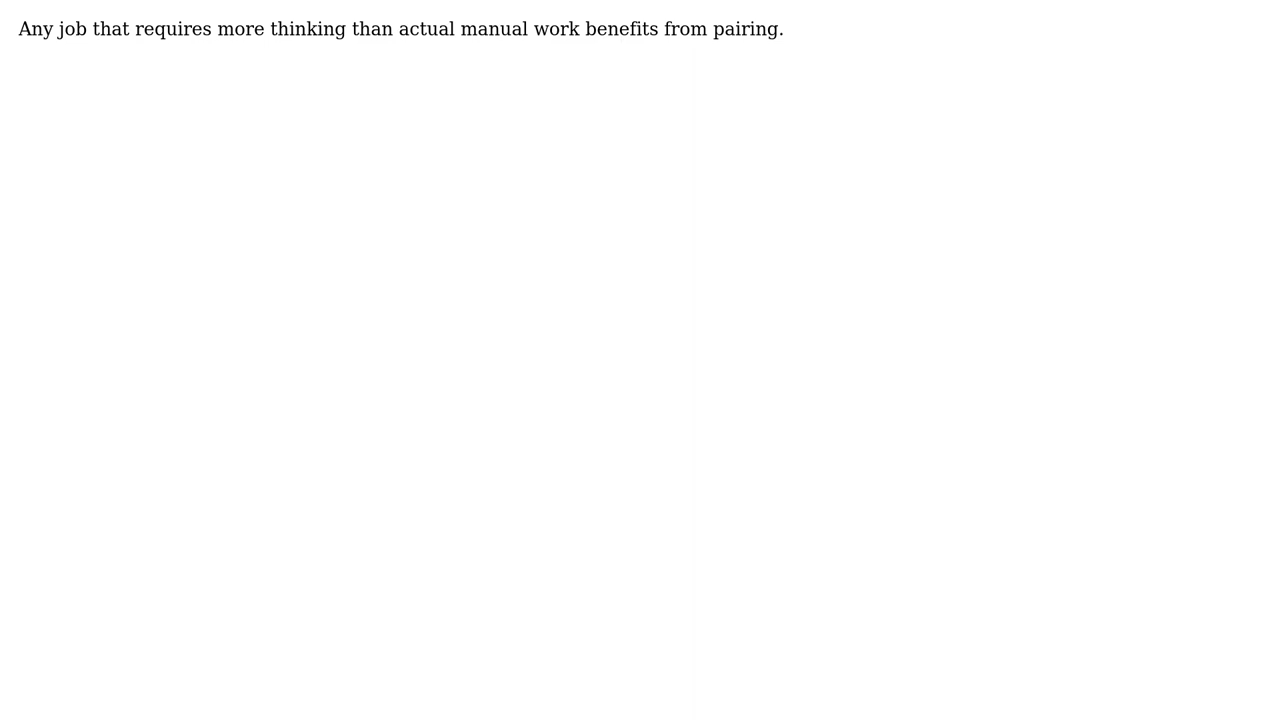 Any job that requires more thinking than actual manual work benefits from pairing.